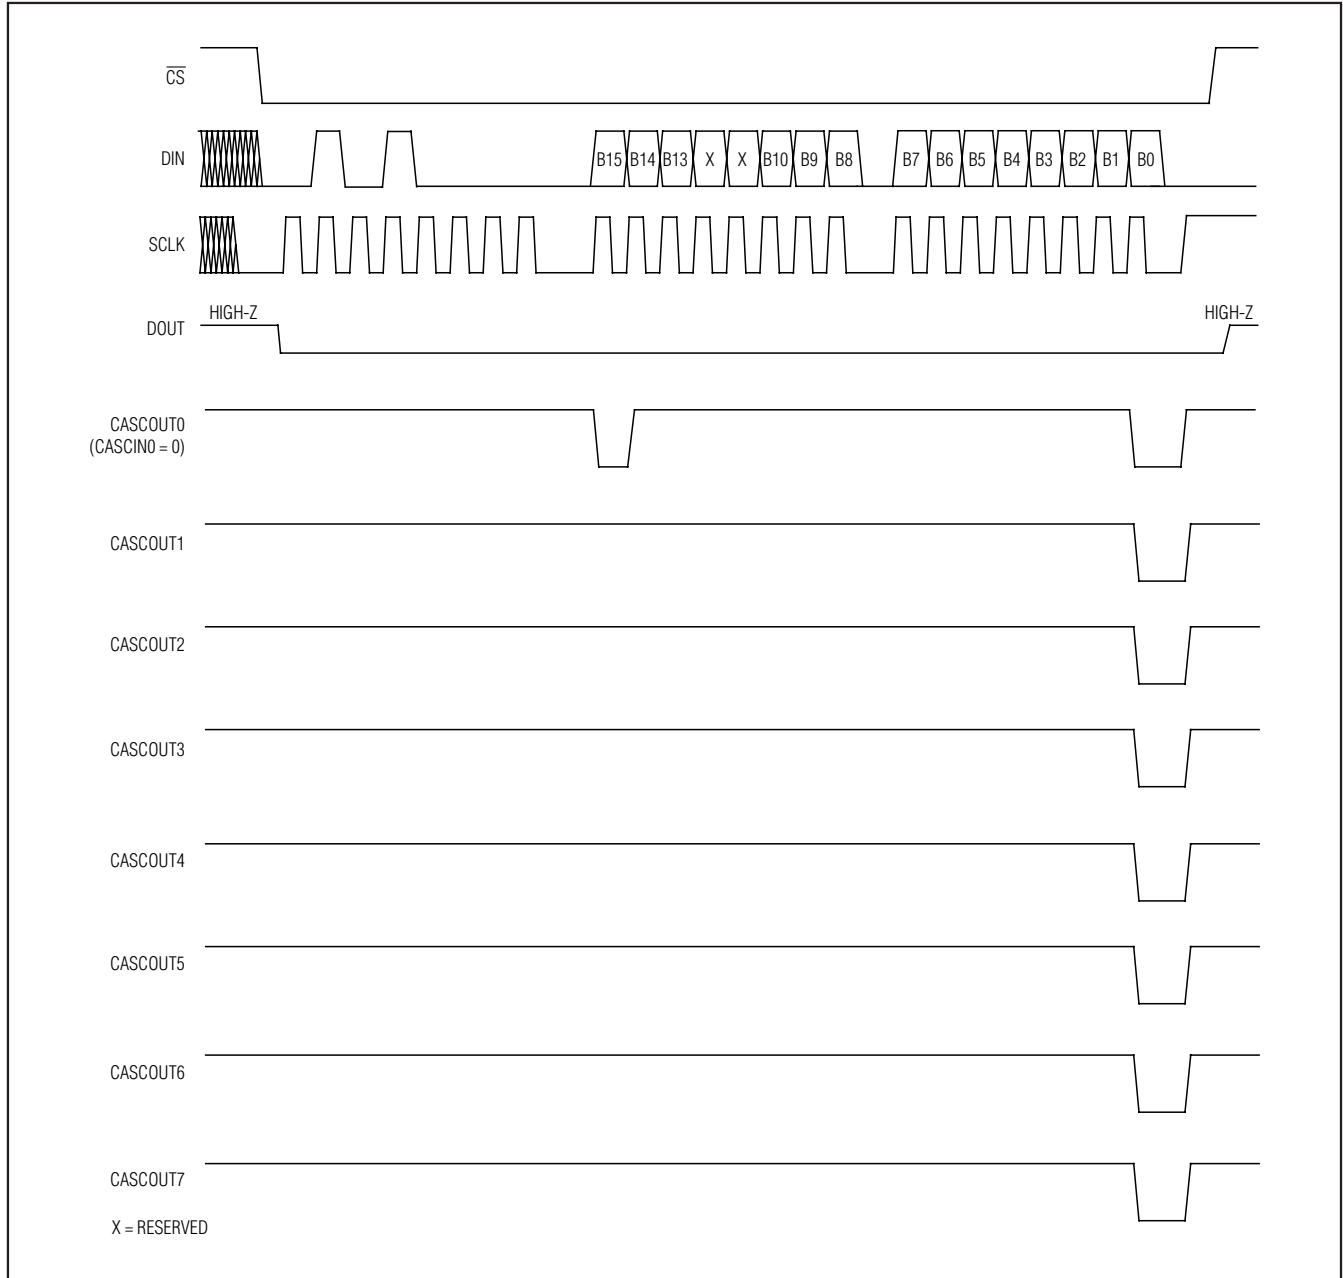 CS
DIN
B15 B14 B13 X X B10 B9 B8 B7 B6 B5 B4 B3 B2 B1 B0
SCLK
HIGH-Z
HIGH-Z
DOUT
CASCOUT0
(CASCIN0 = 0)
CASCOUT1
CASCOUT2
CASCOUT3
CASCOUT4
CASCOUT5
CASCOUT6
CASCOUT7
X = RESERVED